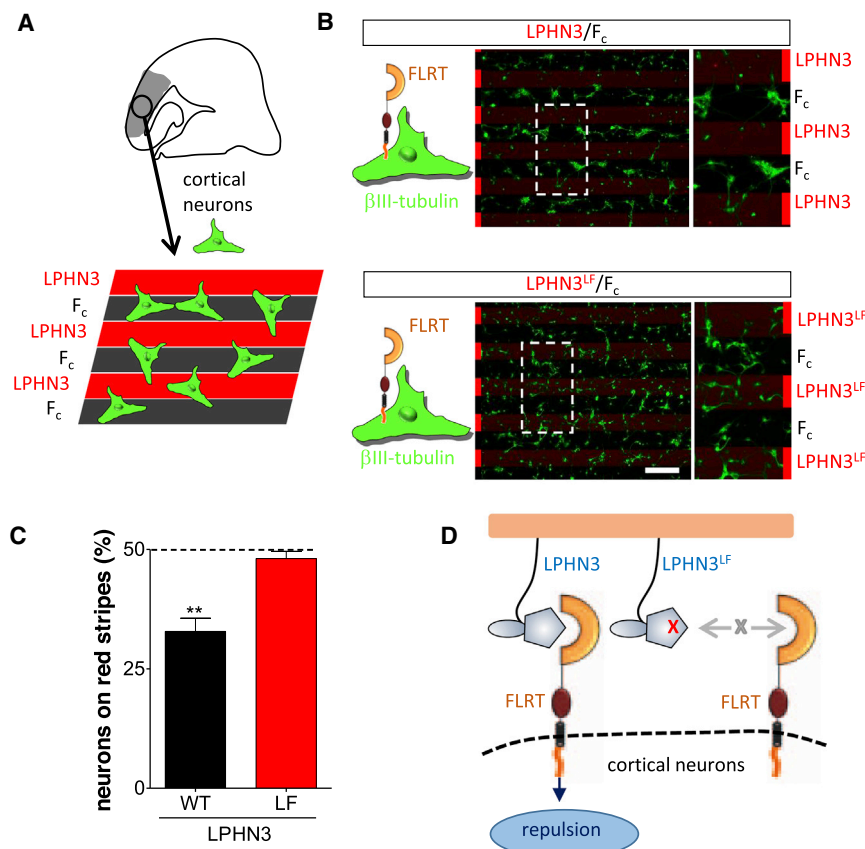 A
cortical
neurons
LPHN3
Fc
LPHN3
Fc
LPHN3
Fc
B
LPHN3/Fc
FLRT
βIII-tubulin
LPHN3
Fc
LPHN3
Fc
LPHN3
LPHN3LF/Fc
FLRT
βIII-tubulin
LPHN3LF
Fc
LPHN3LF
Fc
LPHN3LF
C
neurons on red stripes (%)
50
25
0
**
WT
LF
LPHN3
D
LPHN3
LPHN3LF
X
X
FLRT
FLRT
cortical neurons
repulsion